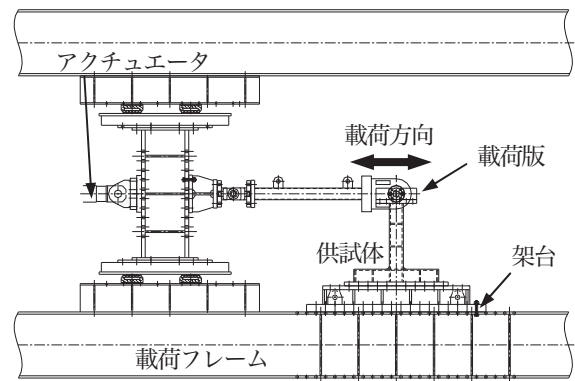 アクチュエータ
載荷方向
載荷版
供試体
架台
載荷フレーム